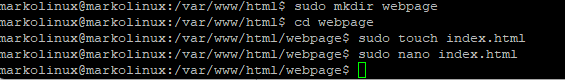 markolinux@markolinux:/var/www/html$ sudo mkdir webpage
markolinux@markolinux:/var/www/html$ cd webpage
markolinux@markolinux:/var/www/html/webpage$ sudo touch index.html
markolinux@markolinux:/var/www/html/webpage$ sudo nano index.html
markolinux@markolinux:/var/www/html/webpage$